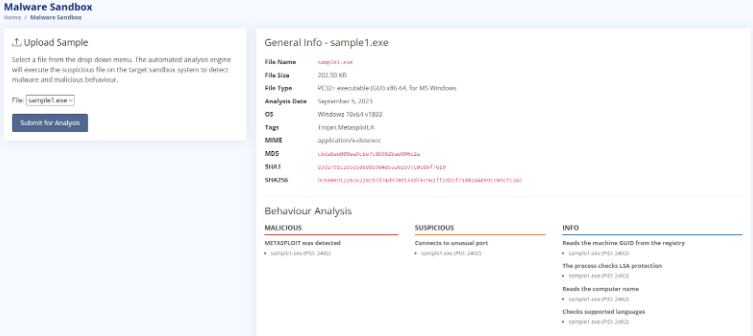 Malware Sandbox
Home / Malware Sandbox
Upload Sample
Select a file from the drop-down menu. The automated analysis engine
will execute the suspicious file on the target sandbox system to detect
malware and malicious behaviour.
File: sample1.exe
Submit for Analysis
General Info - sample1.exe
File Name sample1.exe
File Size 202.50 KB
File Type PE32+ executable (GUI) x86-64, for MS Windows
Analysis Date September 5, 2023
OS Windows 10x64 v1803
Tags Trojan.Metasploit.A
MIME application/x-dosexec
MD5
SHA1
SHA256
Behaviour Analysis
MALICIOUS
METASPLOIT was detected
sample1.exe (PID: 2492)
SUSPICIOUS
Connects to unusual port
sample1.exe (PID: 2492)
INFO
Reads the machine GUID from the registry
sample1.exe (PID: 2492)
The process checks LSA protection
sample1.exe (PID: 2492)
Reads the computer name
sample1.exe (PID: 2492)
Checks supported languages
sample1.exe (PID: 2492)